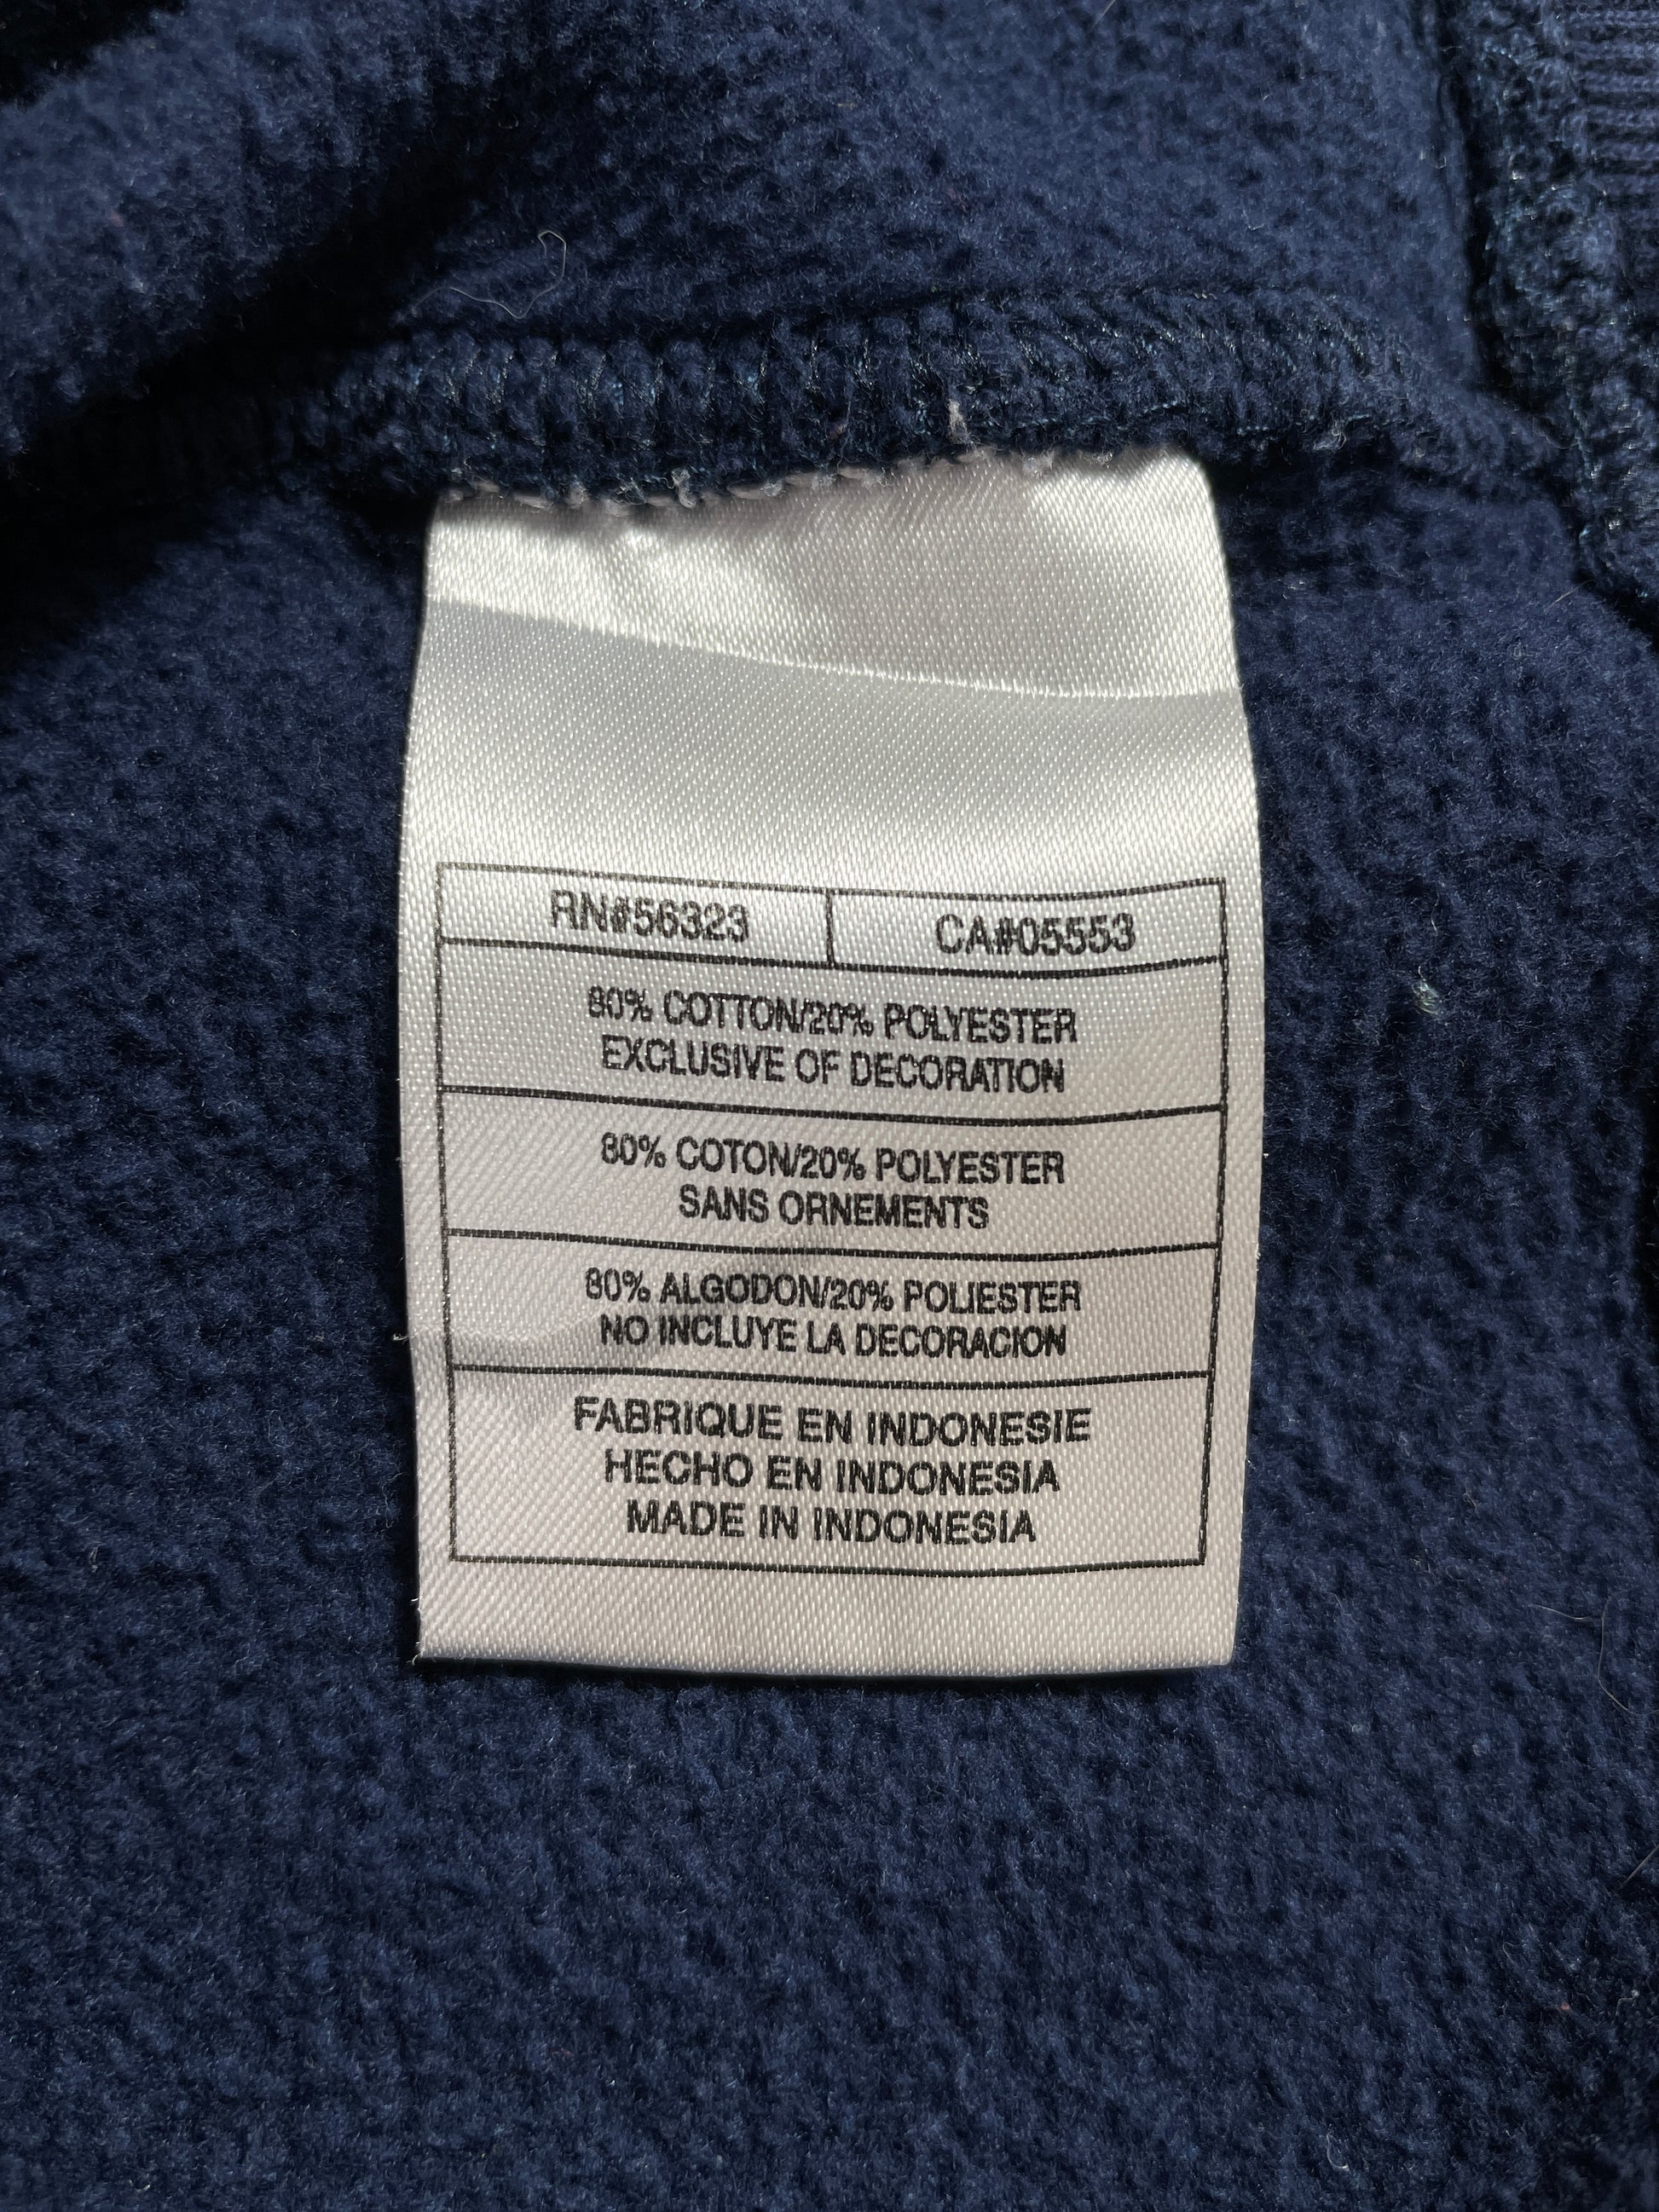 RN#56323 CA#05553
80% COTTON/20% POLYESTER
EXCLUSIVE OF DECORATION
80% COTON/20% POLYESTER
SANS ORNEMENTS
80% ALGODON/20% POLIESTER
NO INCLUYE LA DECORACION
FABRIQUE EN INDONESIE
HECHO EN INDONESIA
MADE IN INDONESIA